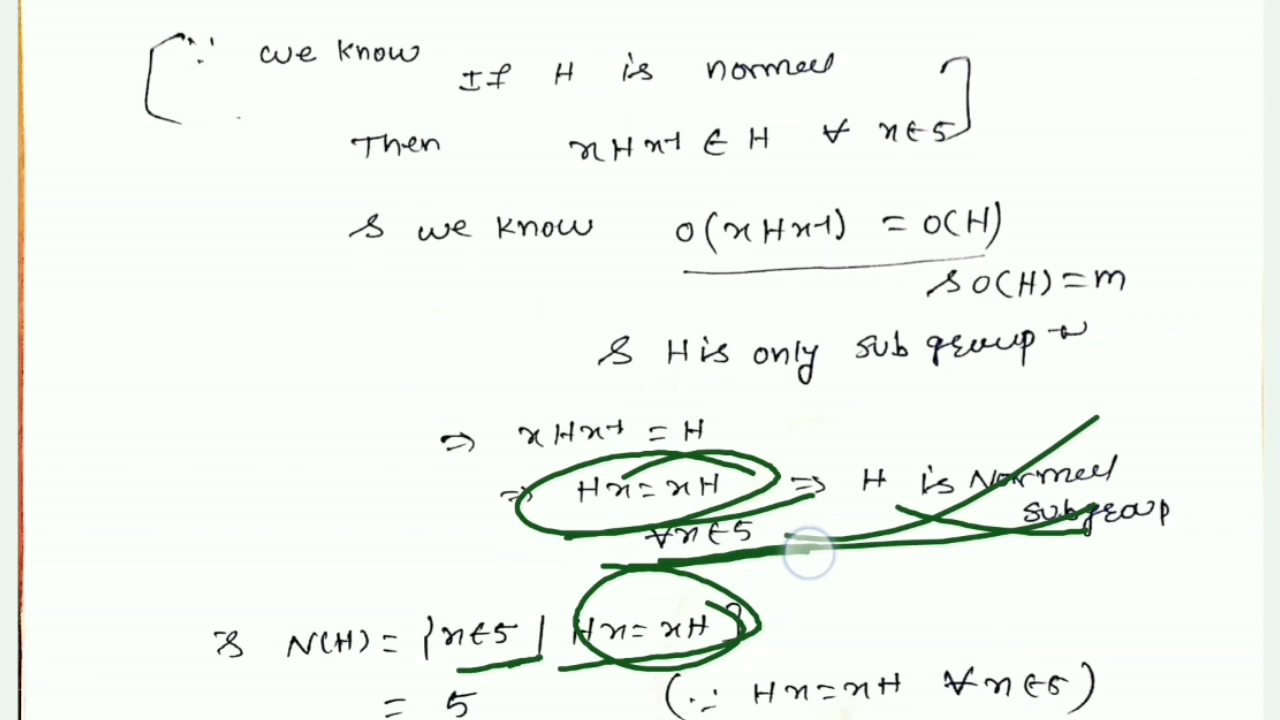 [∵ we know
If H is normal
Then xHx⁻¹ ∈ H ∀ x∈G]
& we know O(xHx⁻¹) = O(H)
& O(H)=m
& H is only subgroup
⇒ xHx⁻¹ = H
⇒ Hx=xH ⇒ H is Normal
subgroup
∀x∈G
& N(H)= {x∈G | Hx=xH}
= G (∵ Hx=xH ∀x∈G)